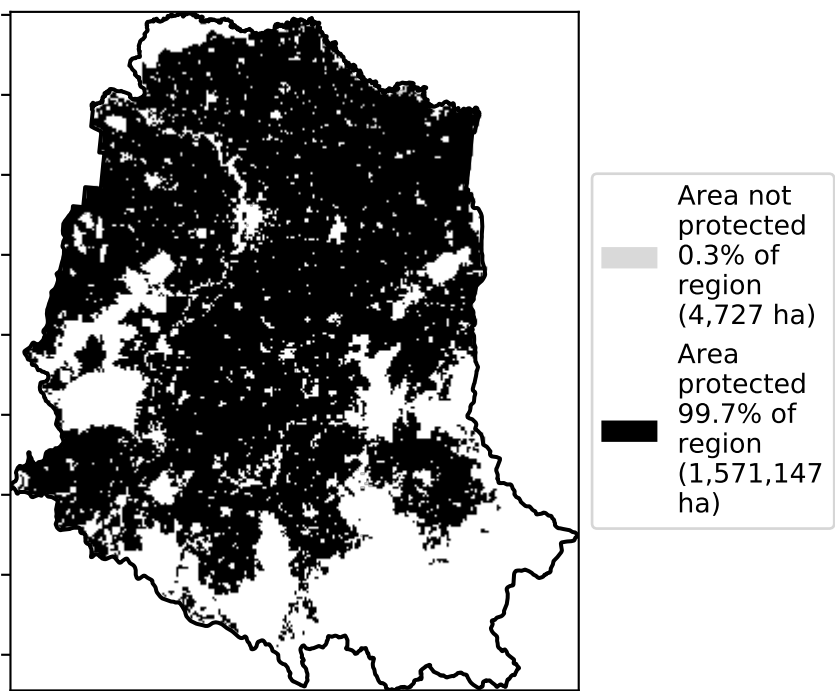 Area not
protected
0.3% of
region
(4,727 ha)
Area
protected
99.7% of
region
(1,571,147
ha)